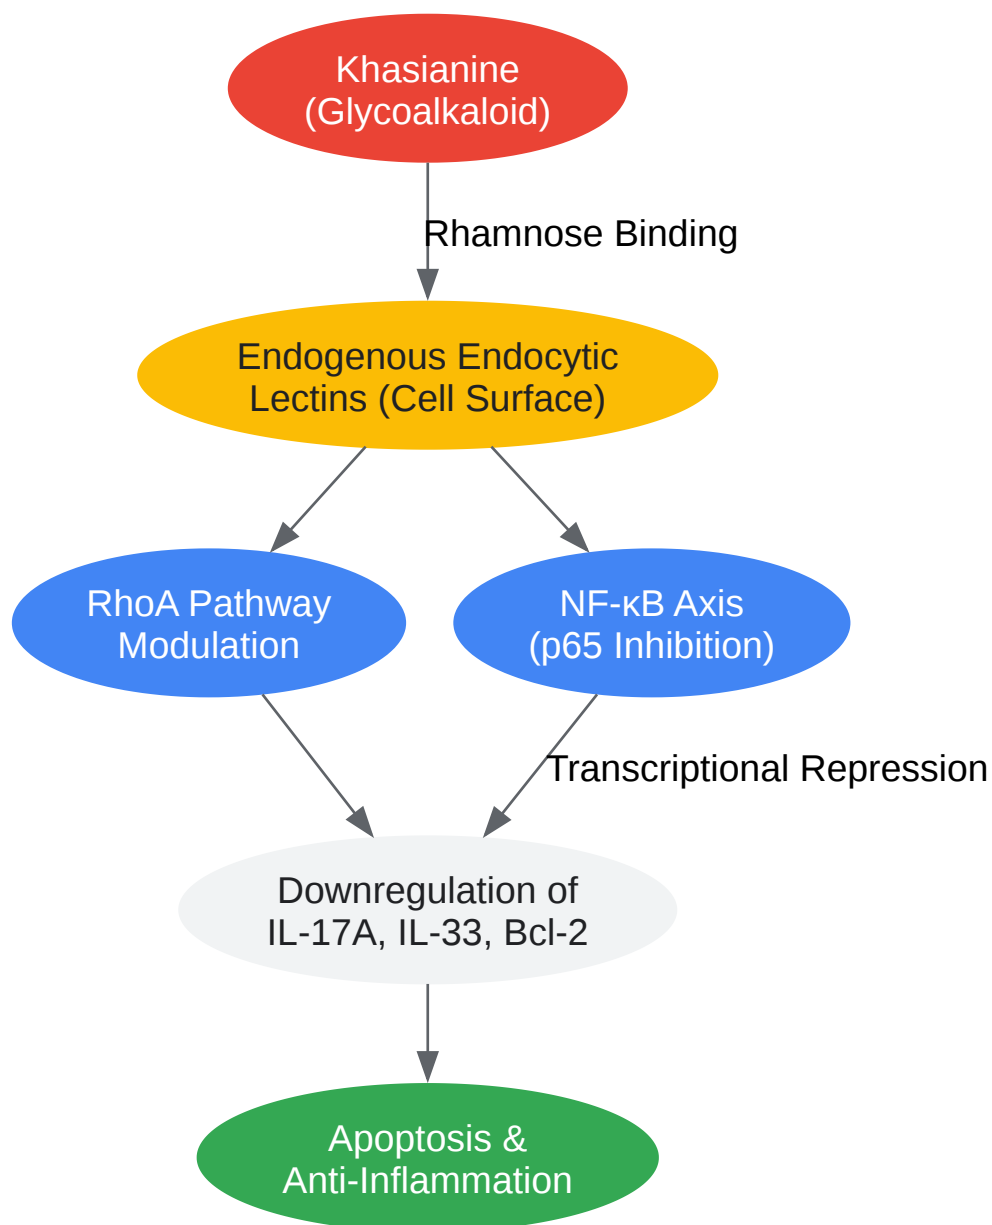 Khasianine
(Glycoalkaloid)
Rhamnose Binding
Endogenous Endocytic
Lectins (Cell Surface)
RhoA Pathway
Modulation
NF-κB Axis
(p65 Inhibition)
Transcriptional Repression
Downregulation of
IL-17A, IL-33, Bcl-2
Apoptosis &
Anti-Inflammation